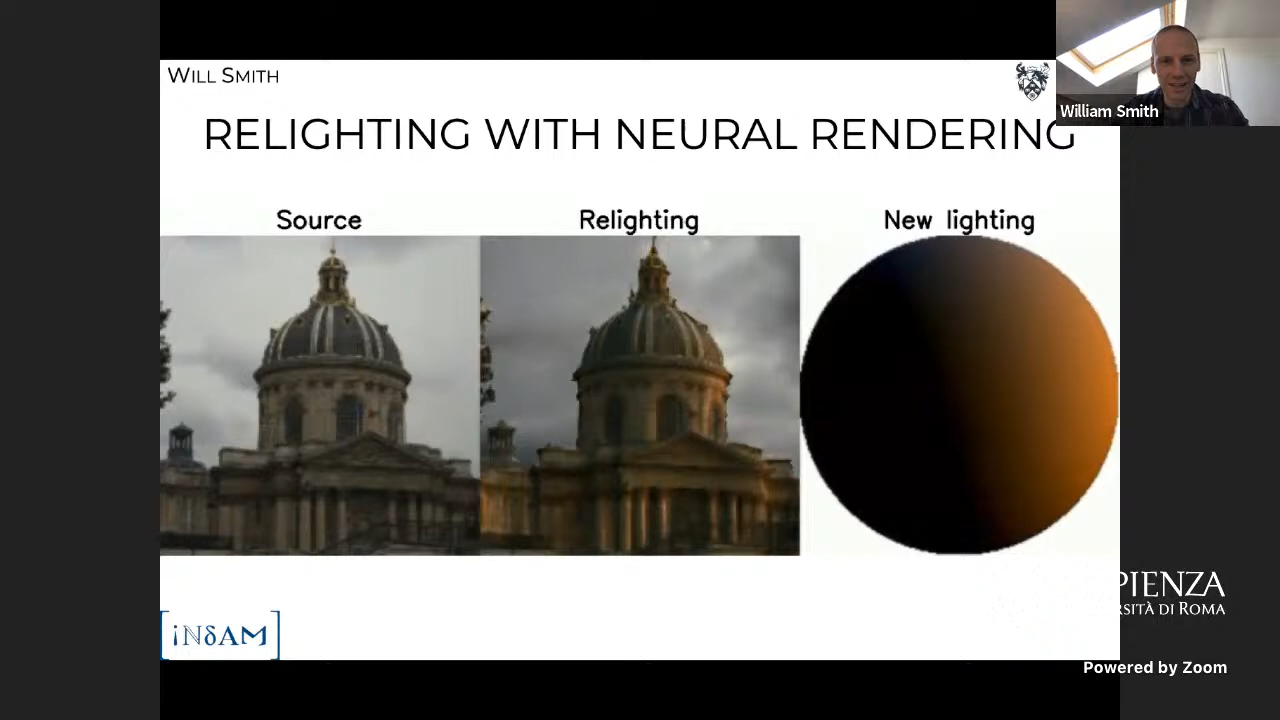 WILL SMITH
William Smith
RELIGHTING WITH NEURAL RENDERING
Source
Relighting
New lighting
PIENZA
RSITÀ DI ROMA
iNδAM
Powered by Zoom